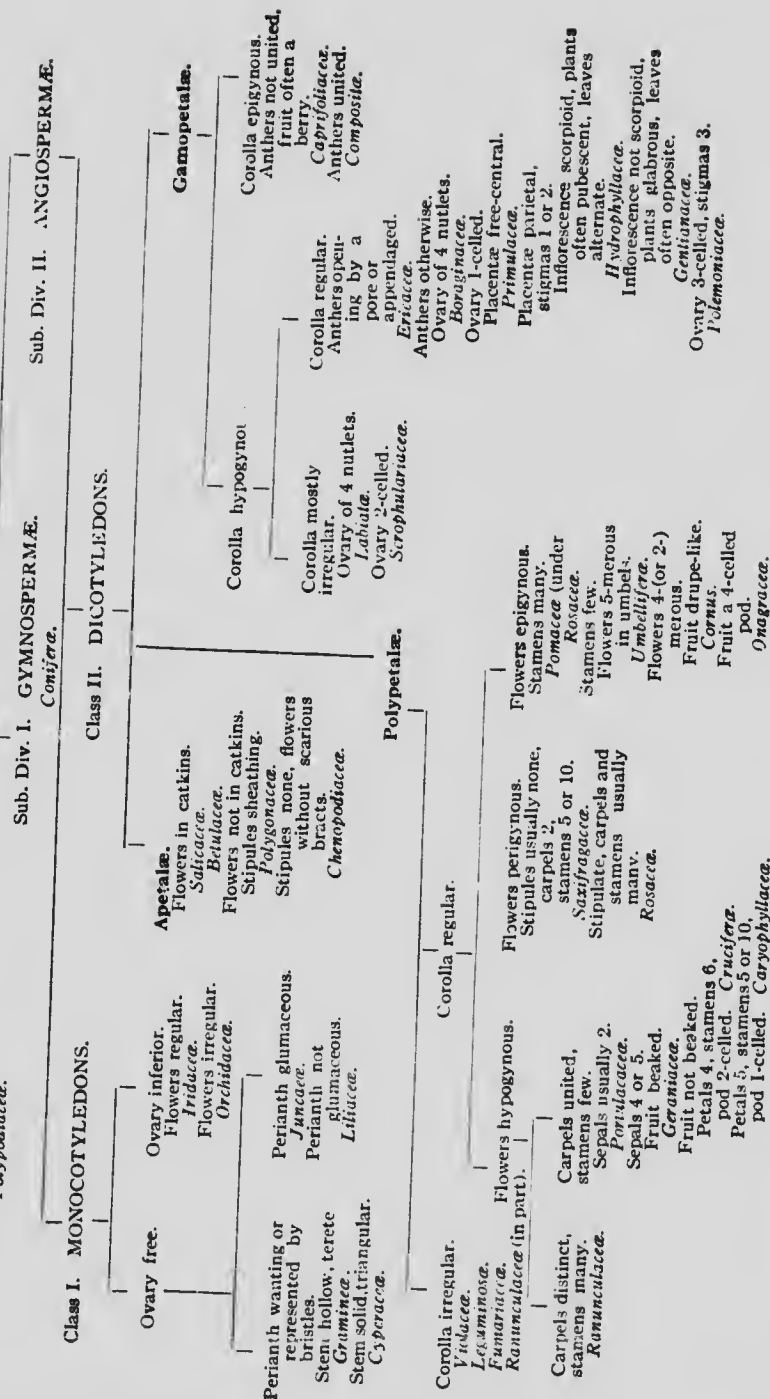 Polypodiaceæ.
Sub. Div. I. GYMNOSPERMÆ.
Coniferæ.
Sub. Div. II. ANGIOSPERMÆ.
Class I. MONOCOTYLEDONS.
Class II. DICOTYLEDONS.
Ovary free.
Ovary inferior.
Flowers regular.
Iridaceæ.
Flowers irregular.
Orchidaceæ.
Perianth wanting or
represented by
bristles.
Stem hollow, terete
Gramineæ.
Stem solid, triangular.
Cyperaceæ.
Perianth glumaceous.
Juncaceæ.
Perianth not
glumaceous.
Liliaceæ.
Apetalæ.
Flowers in catkins.
Salicaceæ.
Betulaceæ.
Flowers not in catkins.
Stipules sheathing.
Polygonaceæ.
Stipules none, flowers
without scarious
bracts.
Chenopodiaceæ.
Gamopetalæ.
Corolla hypogynou
Corolla mostly
irregular.
Ovary of 4 nutlets.
Labiatæ.
Ovary 2-celled.
Scrophulariaceæ.
Corolla regular.
Anthers open-
ing by a
pore or
appendaged.
Ericaceæ.
Anthers otherwise.
Ovary of 4 nutlets.
Boraginaceæ.
Ovary 1-celled.
Placentæ free-central.
Primulaceæ.
Placentæ parietal,
stigmas 1 or 2.
Inflorescence scorpioid, plants
often pubescent, leaves
alternate.
Hydrophyllaceæ.
Inflorescence not scorpioid,
plants glabrous, leaves
often opposite.
Gentianaceæ.
Ovary 3-celled, stigmas 3.
Polemoniaceæ.
Corolla epigynous.
Anthers not united,
fruit often a
berry.
Caprifoliaceæ.
Anthers united.
Compositæ.
Polypetalæ.
Corolla irregular.
Violaceæ.
Leguminosæ.
Fumariaceæ.
Ranunculaceæ (in part).
Corolla regular.
Flowers hypogynous.
Carpels distinct,
stamens many.
Ranunculaceæ.
Carpels united,
stamens few.
Sepals usually 2.
Portulacaceæ.
Sepals 4 or 5.
Fruit beaked.
Geraniaceæ.
Fruit not beaked.
Petals 4, stamens 6,
pod 2-celled. Cruciferæ.
Petals 5, stamens 5 or 10,
pod 1-celled. Caryophyllaceæ.
Flowers perigynous.
Stipules usually none,
carpels 2,
stamens 5 or 10.
Saxifragaceæ.
Stipulate, carpels and
stamens usually
many.
Rosaceæ.
Flowers epigynous.
Stamens many.
Pomaceæ (under
Rosaceæ.
Stamens few.
Flowers 5-merous
in umbels.
Umbelliferæ.
Flowers 4-(or 2-)
merous.
Fruit drupe-like.
Cornus.
Fruit a 4-celled
pod.
Onagraceæ.